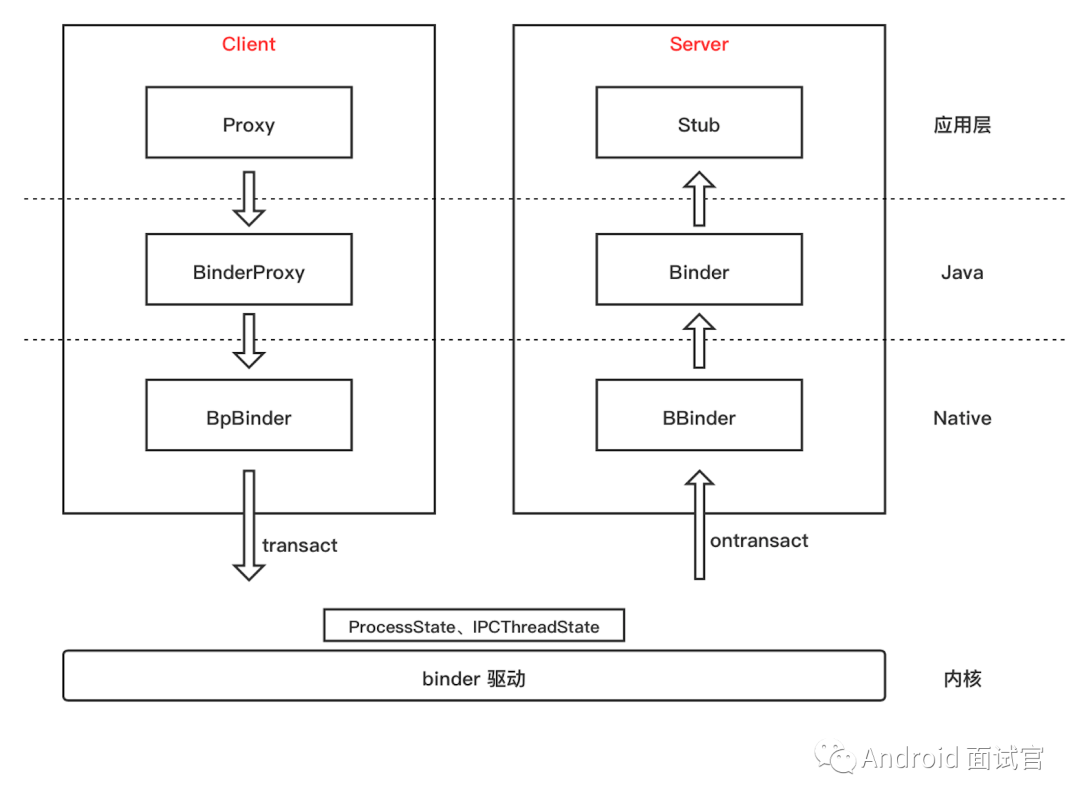 Client
Server
Proxy
Stub
应用层
BinderProxy
Binder
Java
BpBinder
BBinder
Native
transact
ontransact
ProcessState、IPCThreadState
binder 驱动
内核
Android 面试官